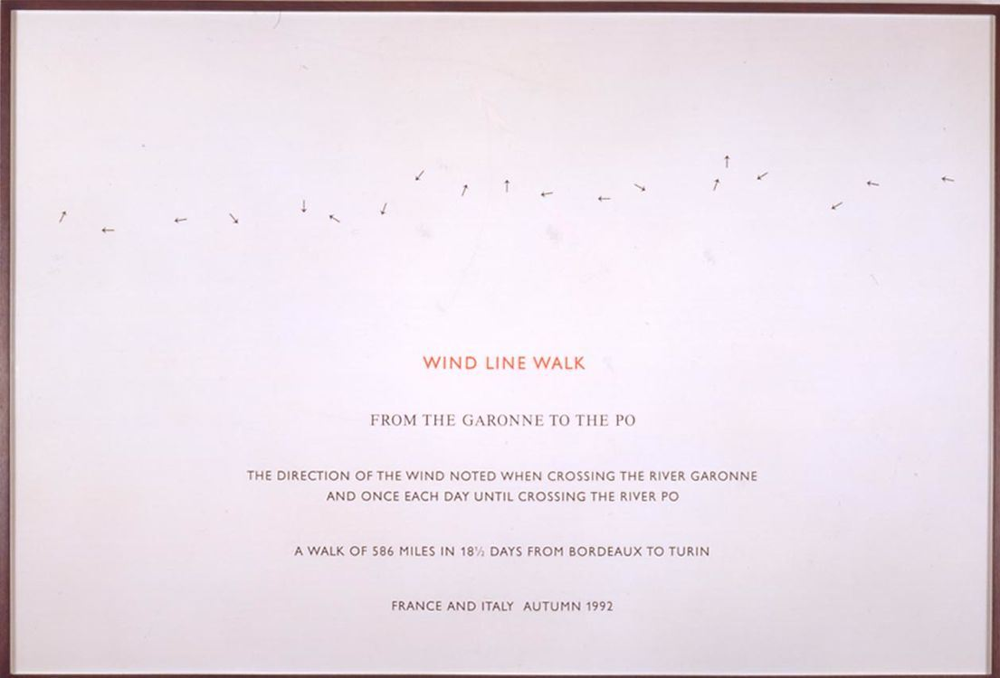 WIND LINE WALK
FROM THE GARONNE TO THE PO
THE DIRECTION OF THE WIND NOTED WHEN CROSSING THE RIVER GARONNE
AND ONCE EACH DAY UNTIL CROSSING THE RIVER PO
A WALK OF 586 MILES IN 18½ DAYS FROM BORDEAUX TO TURIN
FRANCE AND ITALY AUTUMN 1992